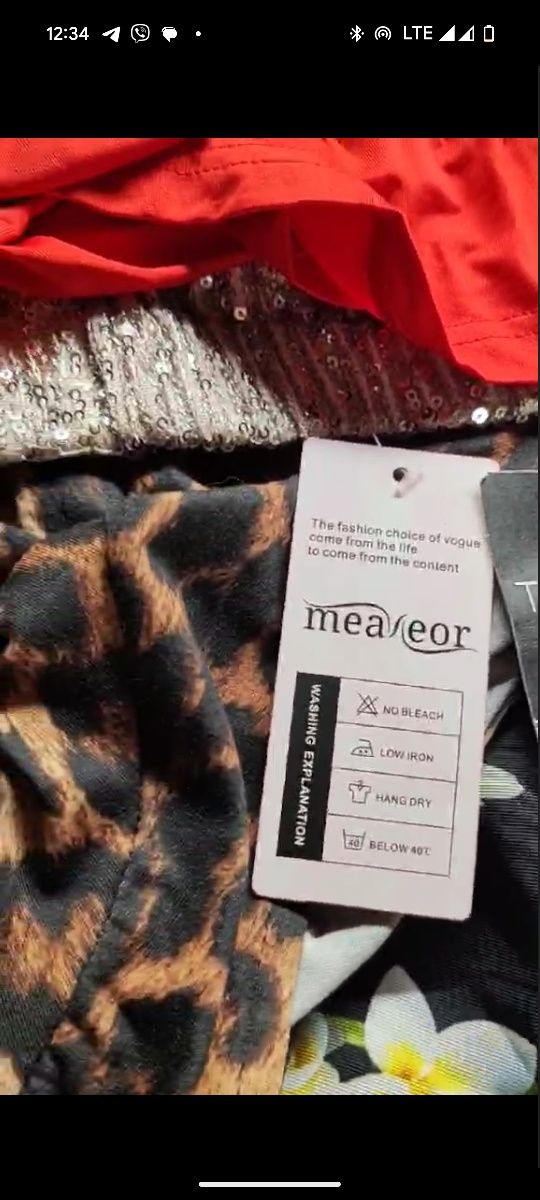 12:34
LTE
The fashion choice of vogue
come from the life
to come from the content
meaneor
WASHING EXPLANATION
NO BLEACH
LOW IRON
HANG DRY
40
BELOW 40℃